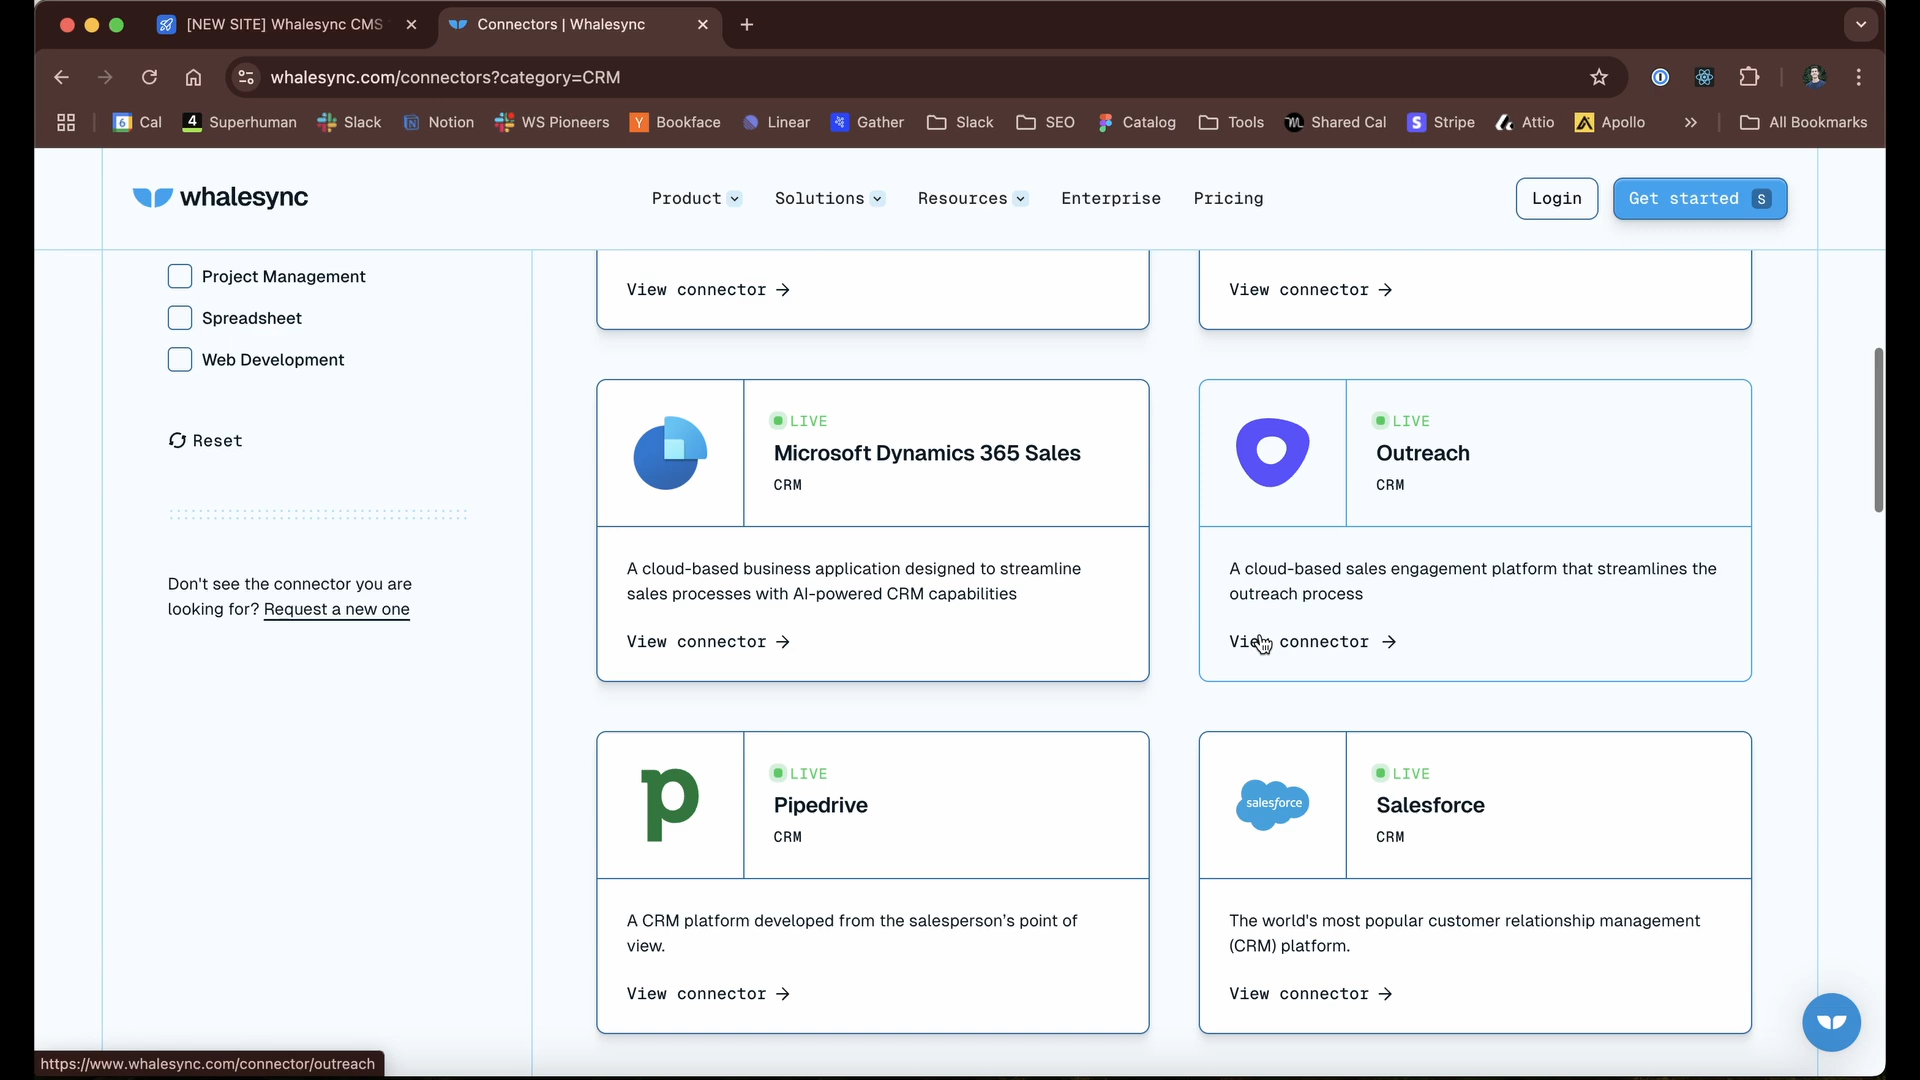 [NEW SITE] Whalesync CMS
Connectors | Whalesync
whalesync.com/connectors?category=CRM
Cal
Superhuman
Slack
Notion
WS Pioneers
Bookface
Linear
Gather
Slack
SEO
Catalog
Tools
Shared Cal
Stripe
Attio
Apollo
All Bookmarks
whalesync
Product
Solutions
Resources
Enterprise
Pricing
Login
Get started S
Project Management
Spreadsheet
Web Development
Reset
Don't see the connector you are
looking for? Request a new one
View connector →
View connector →
LIVE
Microsoft Dynamics 365 Sales
CRM
A cloud-based business application designed to streamline
sales processes with AI-powered CRM capabilities
View connector →
LIVE
Outreach
CRM
A cloud-based sales engagement platform that streamlines the
outreach process
View connector →
LIVE
Pipedrive
CRM
A CRM platform developed from the salesperson’s point of
view.
View connector →
salesforce
LIVE
Salesforce
CRM
The world's most popular customer relationship management
(CRM) platform.
View connector →
https://www.whalesync.com/connector/outreach